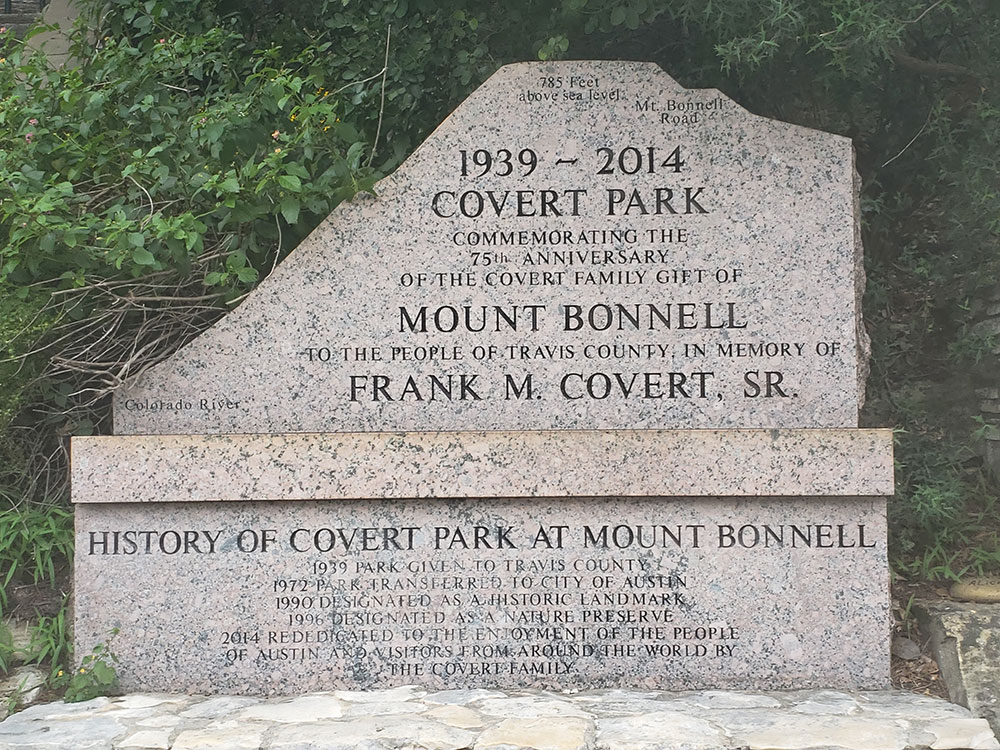 785 Feet
above sea level
Mt. Bonnell
Road
1939 ~ 2014
COVERT PARK
COMMEMORATING THE
75th ANNIVERSARY
OF THE COVERT FAMILY GIFT OF
MOUNT BONNELL
TO THE PEOPLE OF TRAVIS COUNTY, IN MEMORY OF
FRANK M. COVERT, SR.
Colorado River
HISTORY OF COVERT PARK AT MOUNT BONNELL
1939 PARK GIVEN TO TRAVIS COUNTY
1972 PARK TRANSFERRED TO CITY OF AUSTIN
1990 DESIGNATED AS A HISTORIC LANDMARK
1996 DESIGNATED AS A NATURE PRESERVE
2014 REDEDICATED TO THE ENJOYMENT OF THE PEOPLE
OF AUSTIN AND VISITORS FROM AROUND THE WORLD BY
THE COVERT FAMILY.